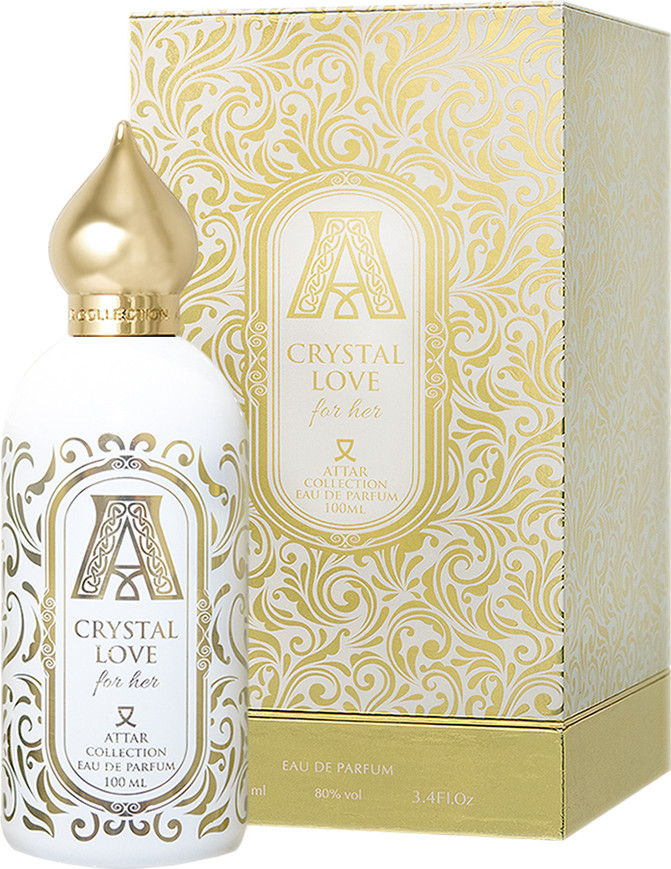 A
CRYSTAL
LOVE
for her
ATTAR
COLLECTION
EAU DE PARFUM
100ML
EAU DE PARFUM
ml
80% vol
3.4Fl.Oz
COLLECTION
A
CRYSTAL
LOVE
for her
ATTAR
COLLECTION
EAU DE PARFUM
100 ML